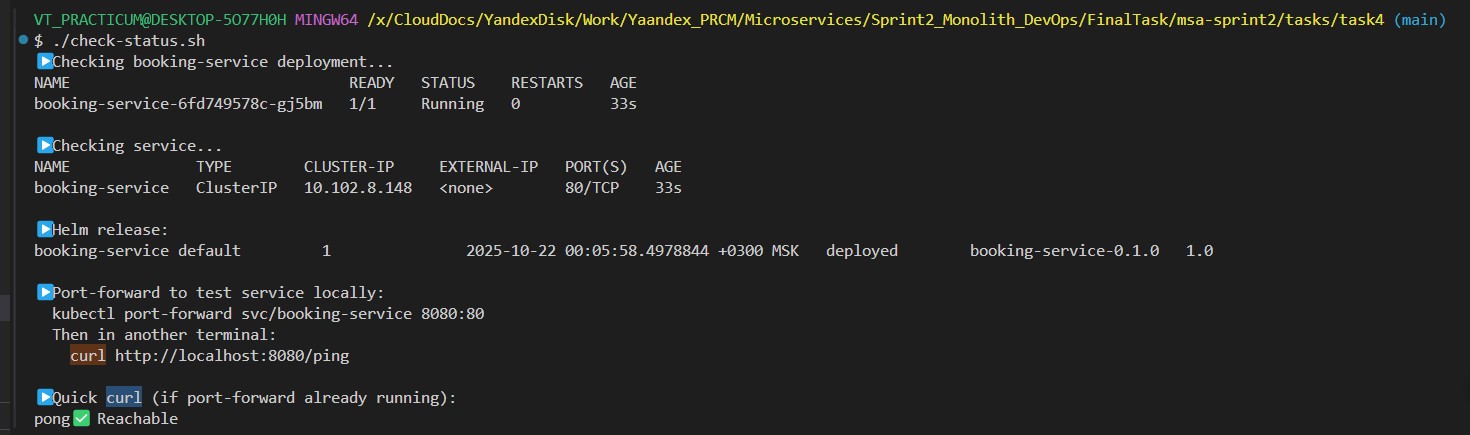 VT_PRACTICUM@DESKTOP-5O77H0H MINGW64 /x/CloudDocs/YandexDisk/Work/Yaandex_PRCM/Microservices/Sprint2_Monolith_DevOps/FinalTask/msa-sprint2/tasks/task4 (main)
$ ./check-status.sh
▶️Checking booking-service deployment...
NAME READY STATUS RESTARTS AGE
booking-service-6fd749578c-gj5bm 1/1 Running 0 33s
▶️Checking service...
NAME TYPE CLUSTER-IP EXTERNAL-IP PORT(S) AGE
booking-service ClusterIP 10.102.8.148 <none> 80/TCP 33s
▶️Helm release:
booking-service default 1 2025-10-22 00:05:58.4978844 +0300 MSK deployed booking-service-0.1.0 1.0
▶️Port-forward to test service locally:
kubectl port-forward svc/booking-service 8080:80
Then in another terminal:
curl http://localhost:8080/ping
▶️Quick curl (if port-forward already running):
pong✅ Reachable